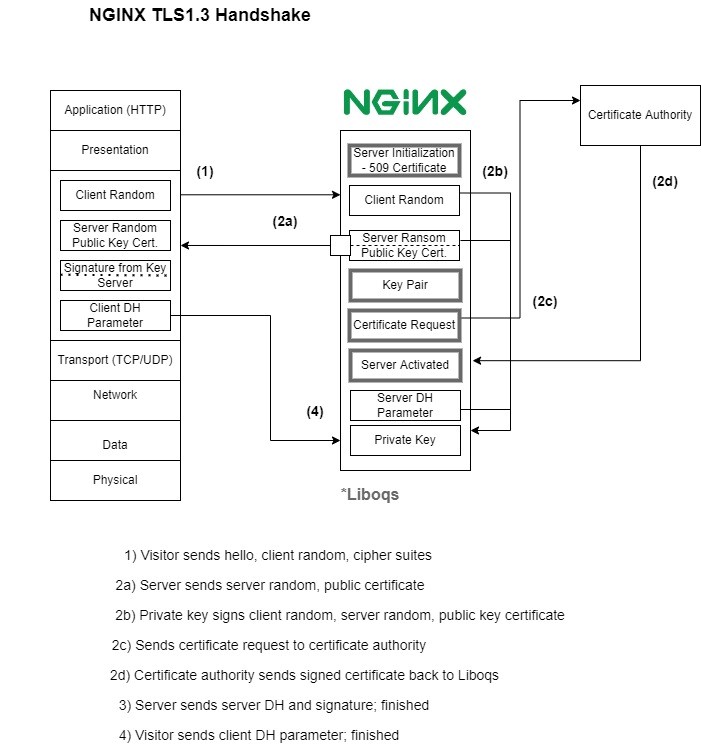 NGINX TLS1.3 Handshake
NGINX
Application (HTTP)
Presentation
Client Random
Server Random
Public Key Cert.
Signature from Key
Server
Client DH
Parameter
Transport (TCP/UDP)
Network
Data
Physical
(1)
(2a)
(4)
Server Initialization
- 509 Certificate
Client Random
Server Ransom
Public Key Cert.
Key Pair
Certificate Request
Server Activated
Server DH
Parameter
Private Key
*Liboqs
(2b)
(2c)
Certificate Authority
(2d)
1) Visitor sends hello, client random, cipher suites
2a) Server sends server random, public certificate
2b) Private key signs client random, server random, public key certificate
2c) Sends certificate request to certificate authority
2d) Certificate authority sends signed certificate back to Liboqs
3) Server sends server DH and signature; finished
4) Visitor sends client DH parameter; finished